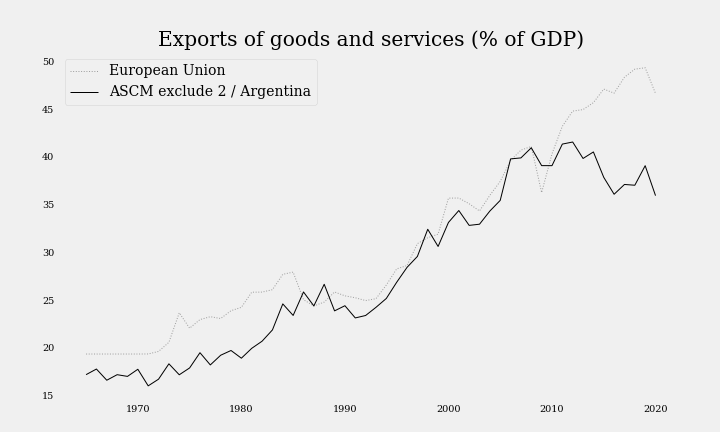 Exports of goods and services (% of GDP)
European Union
ASCM exclude 2 / Argentina
50
45
40
35
30
25
20
15
1970 1980 1990 2000 2010 2020